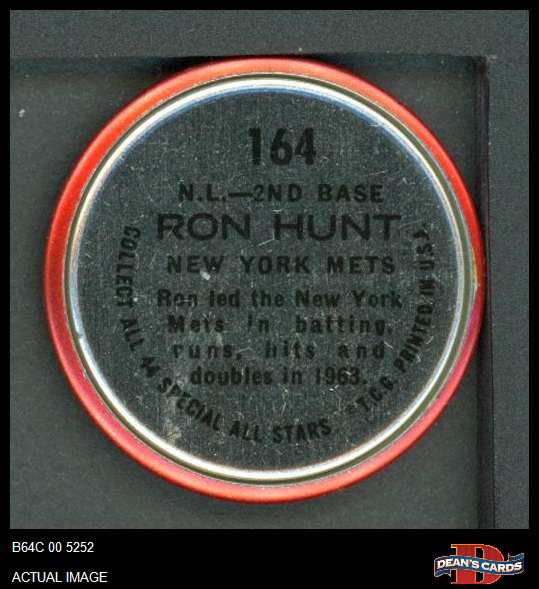 164
N.L.—2ND BASE
RON HUNT
NEW YORK METS
Ron led the New York
Mets in batting,
runs, hits and
doubles in 1963.
COLLECT ALL 44 SPECIAL ALL STARS. *T.C.G. PRINTED IN U.S.A.
B64C 00 5252
ACTUAL IMAGE
D
DEAN'S CARDS